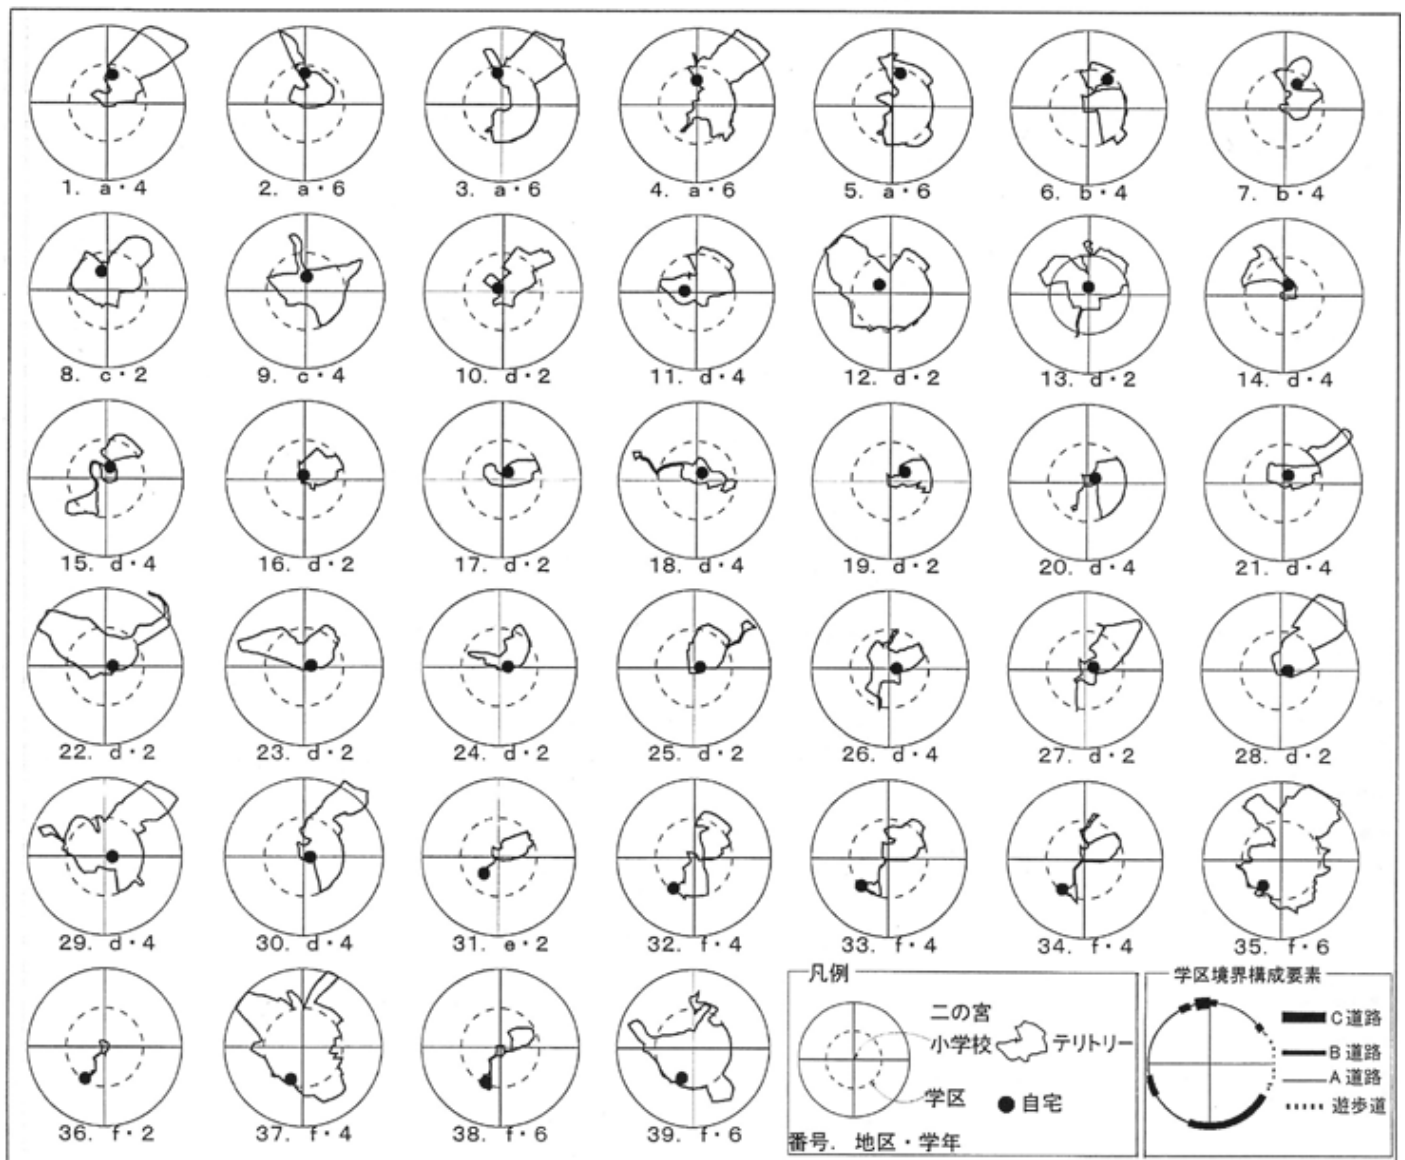 1. a・4
2. a・6
3. a・6
4. a・6
5. a・6
6. b・4
7. b・4
8. c・2
9. c・4
10. d・2
11. d・4
12. d・2
13. d・2
14. d・4
15. d・4
16. d・2
17. d・2
18. d・4
19. d・2
20. d・4
21. d・4
22. d・2
23. d・2
24. d・2
25. d・2
26. d・4
27. d・2
28. d・2
29. d・4
30. d・4
31. e・2
32. f・4
33. f・4
34. f・4
35. f・6
36. f・2
37. f・4
38. f・6
39. f・6
凡例
二の宮
小学校
テリトリー
学区
自宅
番号. 地区・学年
学区境界構成要素
C道路
B道路
A道路
遊歩道